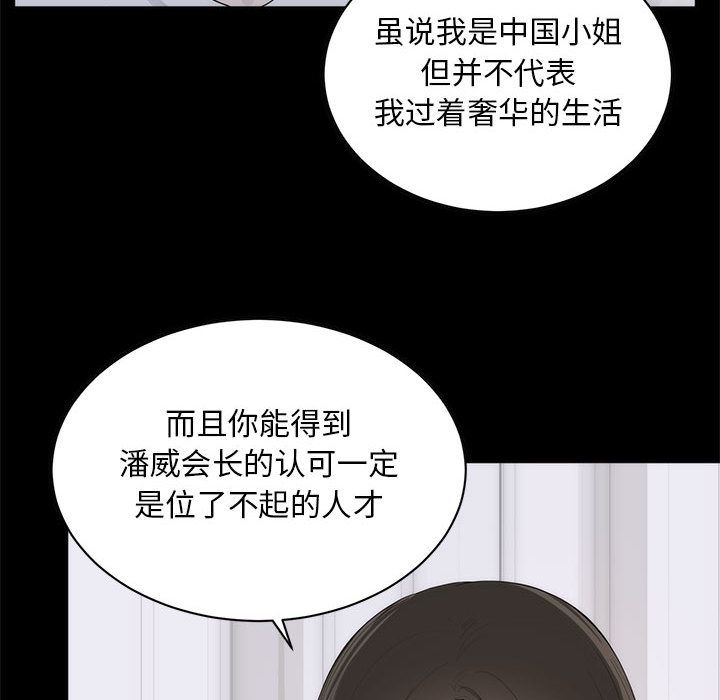 虽说我是中国小姐
但并不代表
我过着奢华的生活
而且你能得到
潘威会长的认可一定
是位了不起的人才